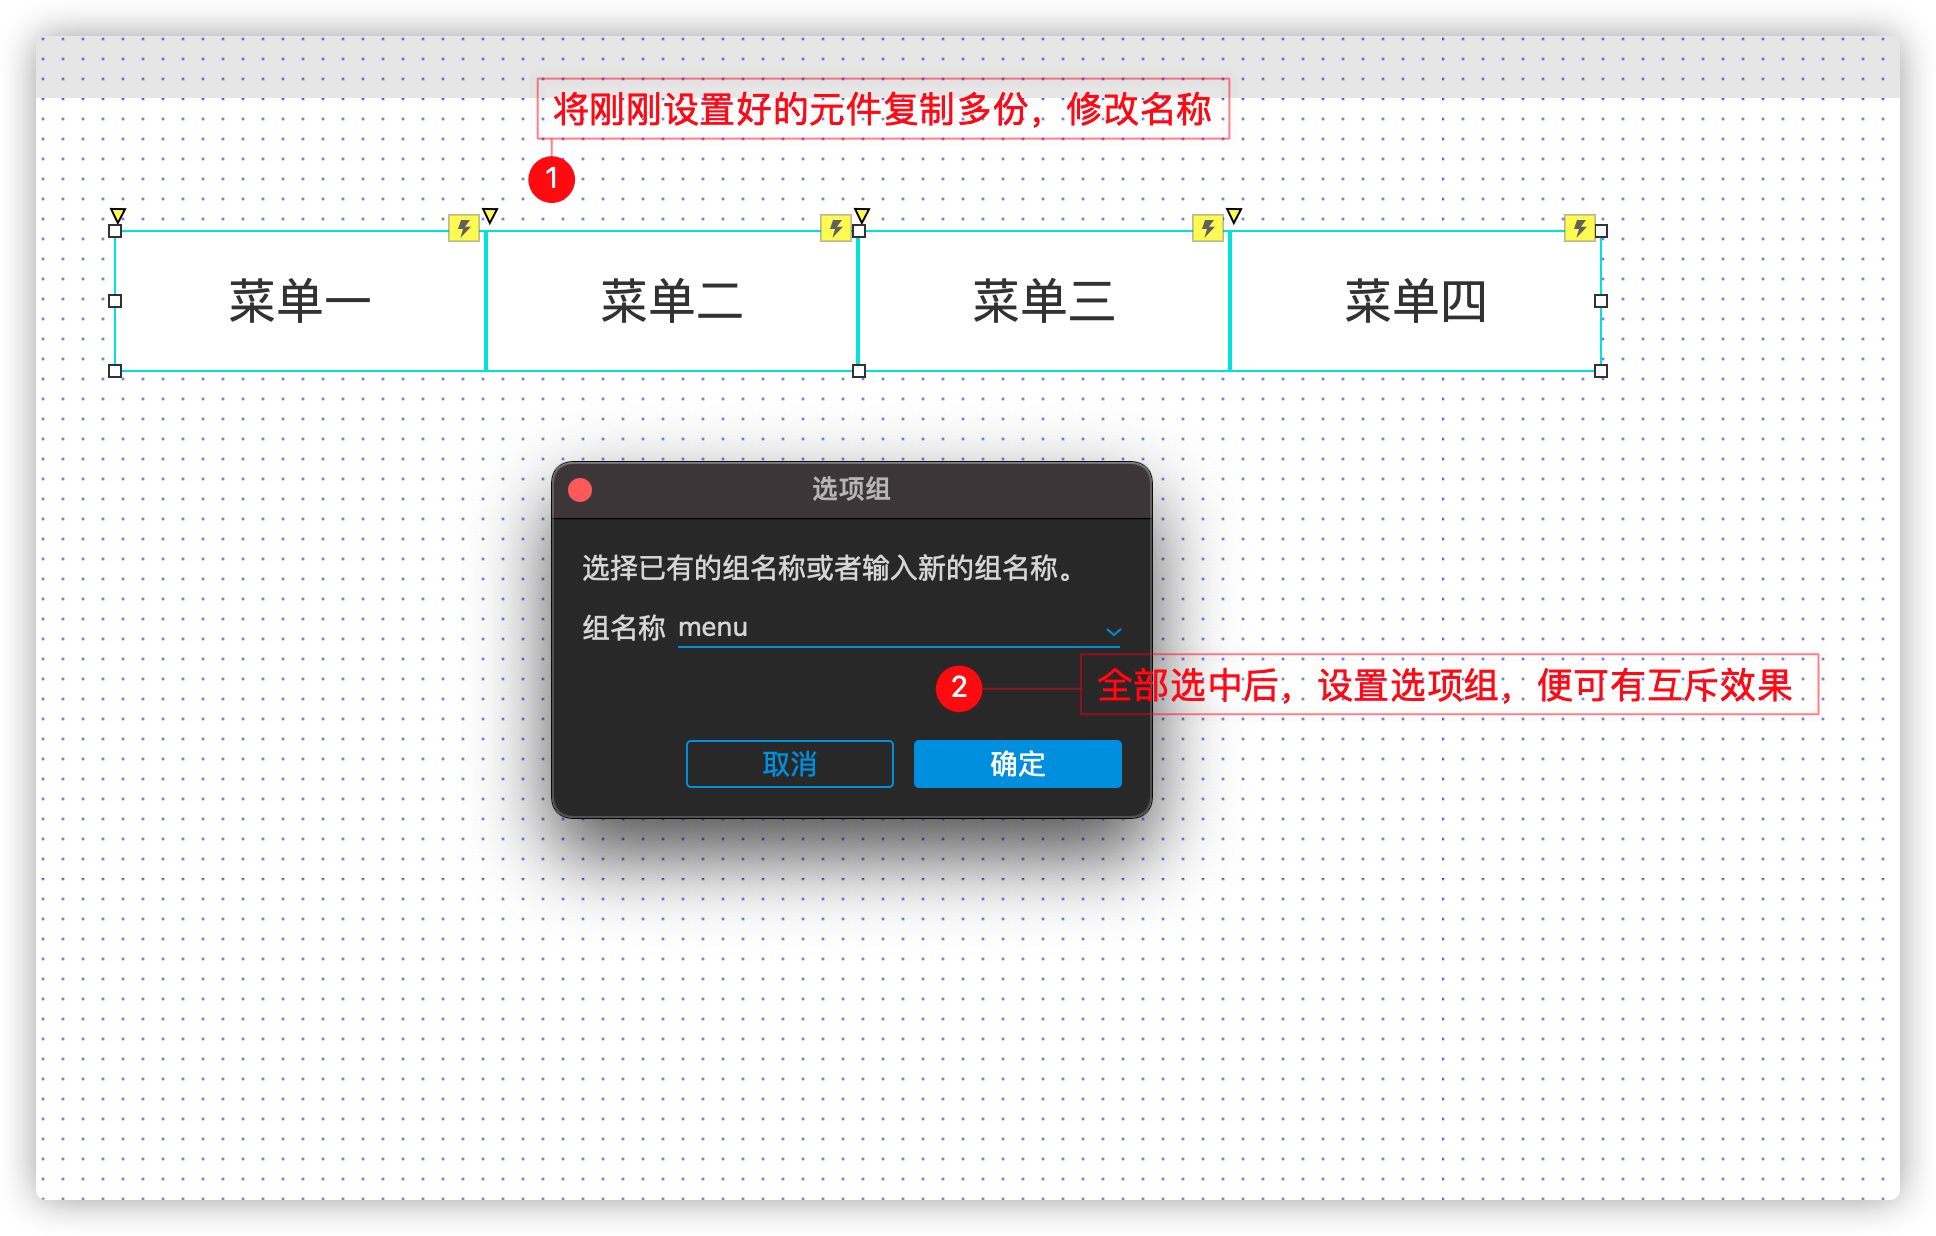 将刚刚设置好的元件复制多份，修改名称
1
菜单一
菜单二
菜单三
菜单四
选项组
选择已有的组名称或者输入新的组名称。
组名称 menu
2
全部选中后，设置选项组，便可有互斥效果
取消
确定